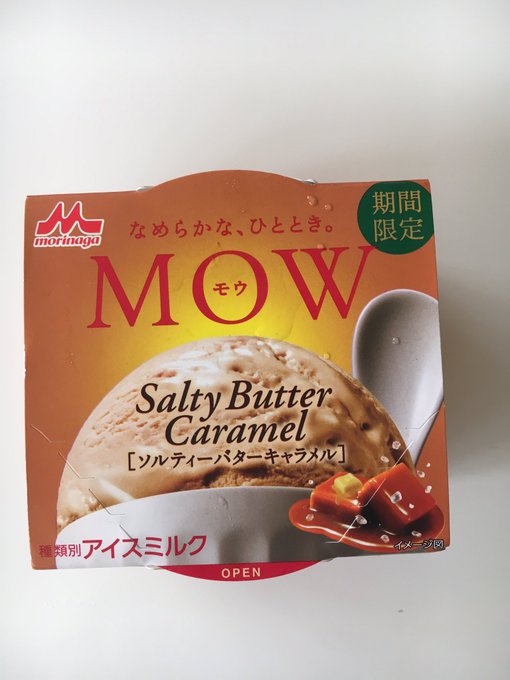 morinaga
期間
限定
なめらかな、ひととき。
MOW
モウ
Salty Butter
Caramel
[ソルティーバターキャラメル]
種類別 アイスミルク
イメージ図
OPEN